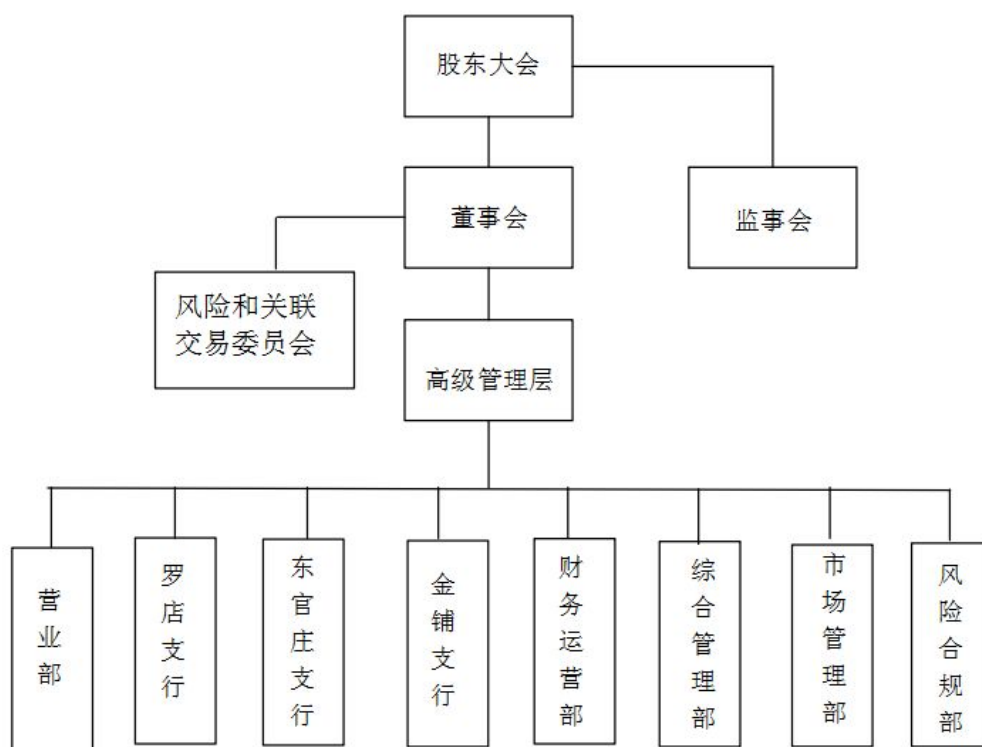 股东大会
董事会
监事会
风险和关联
交易委员会
高级管理层
营业部
罗店支行
东官庄支行
金铺支行
财务运营部
综合管理部
市场管理部
风险合规部